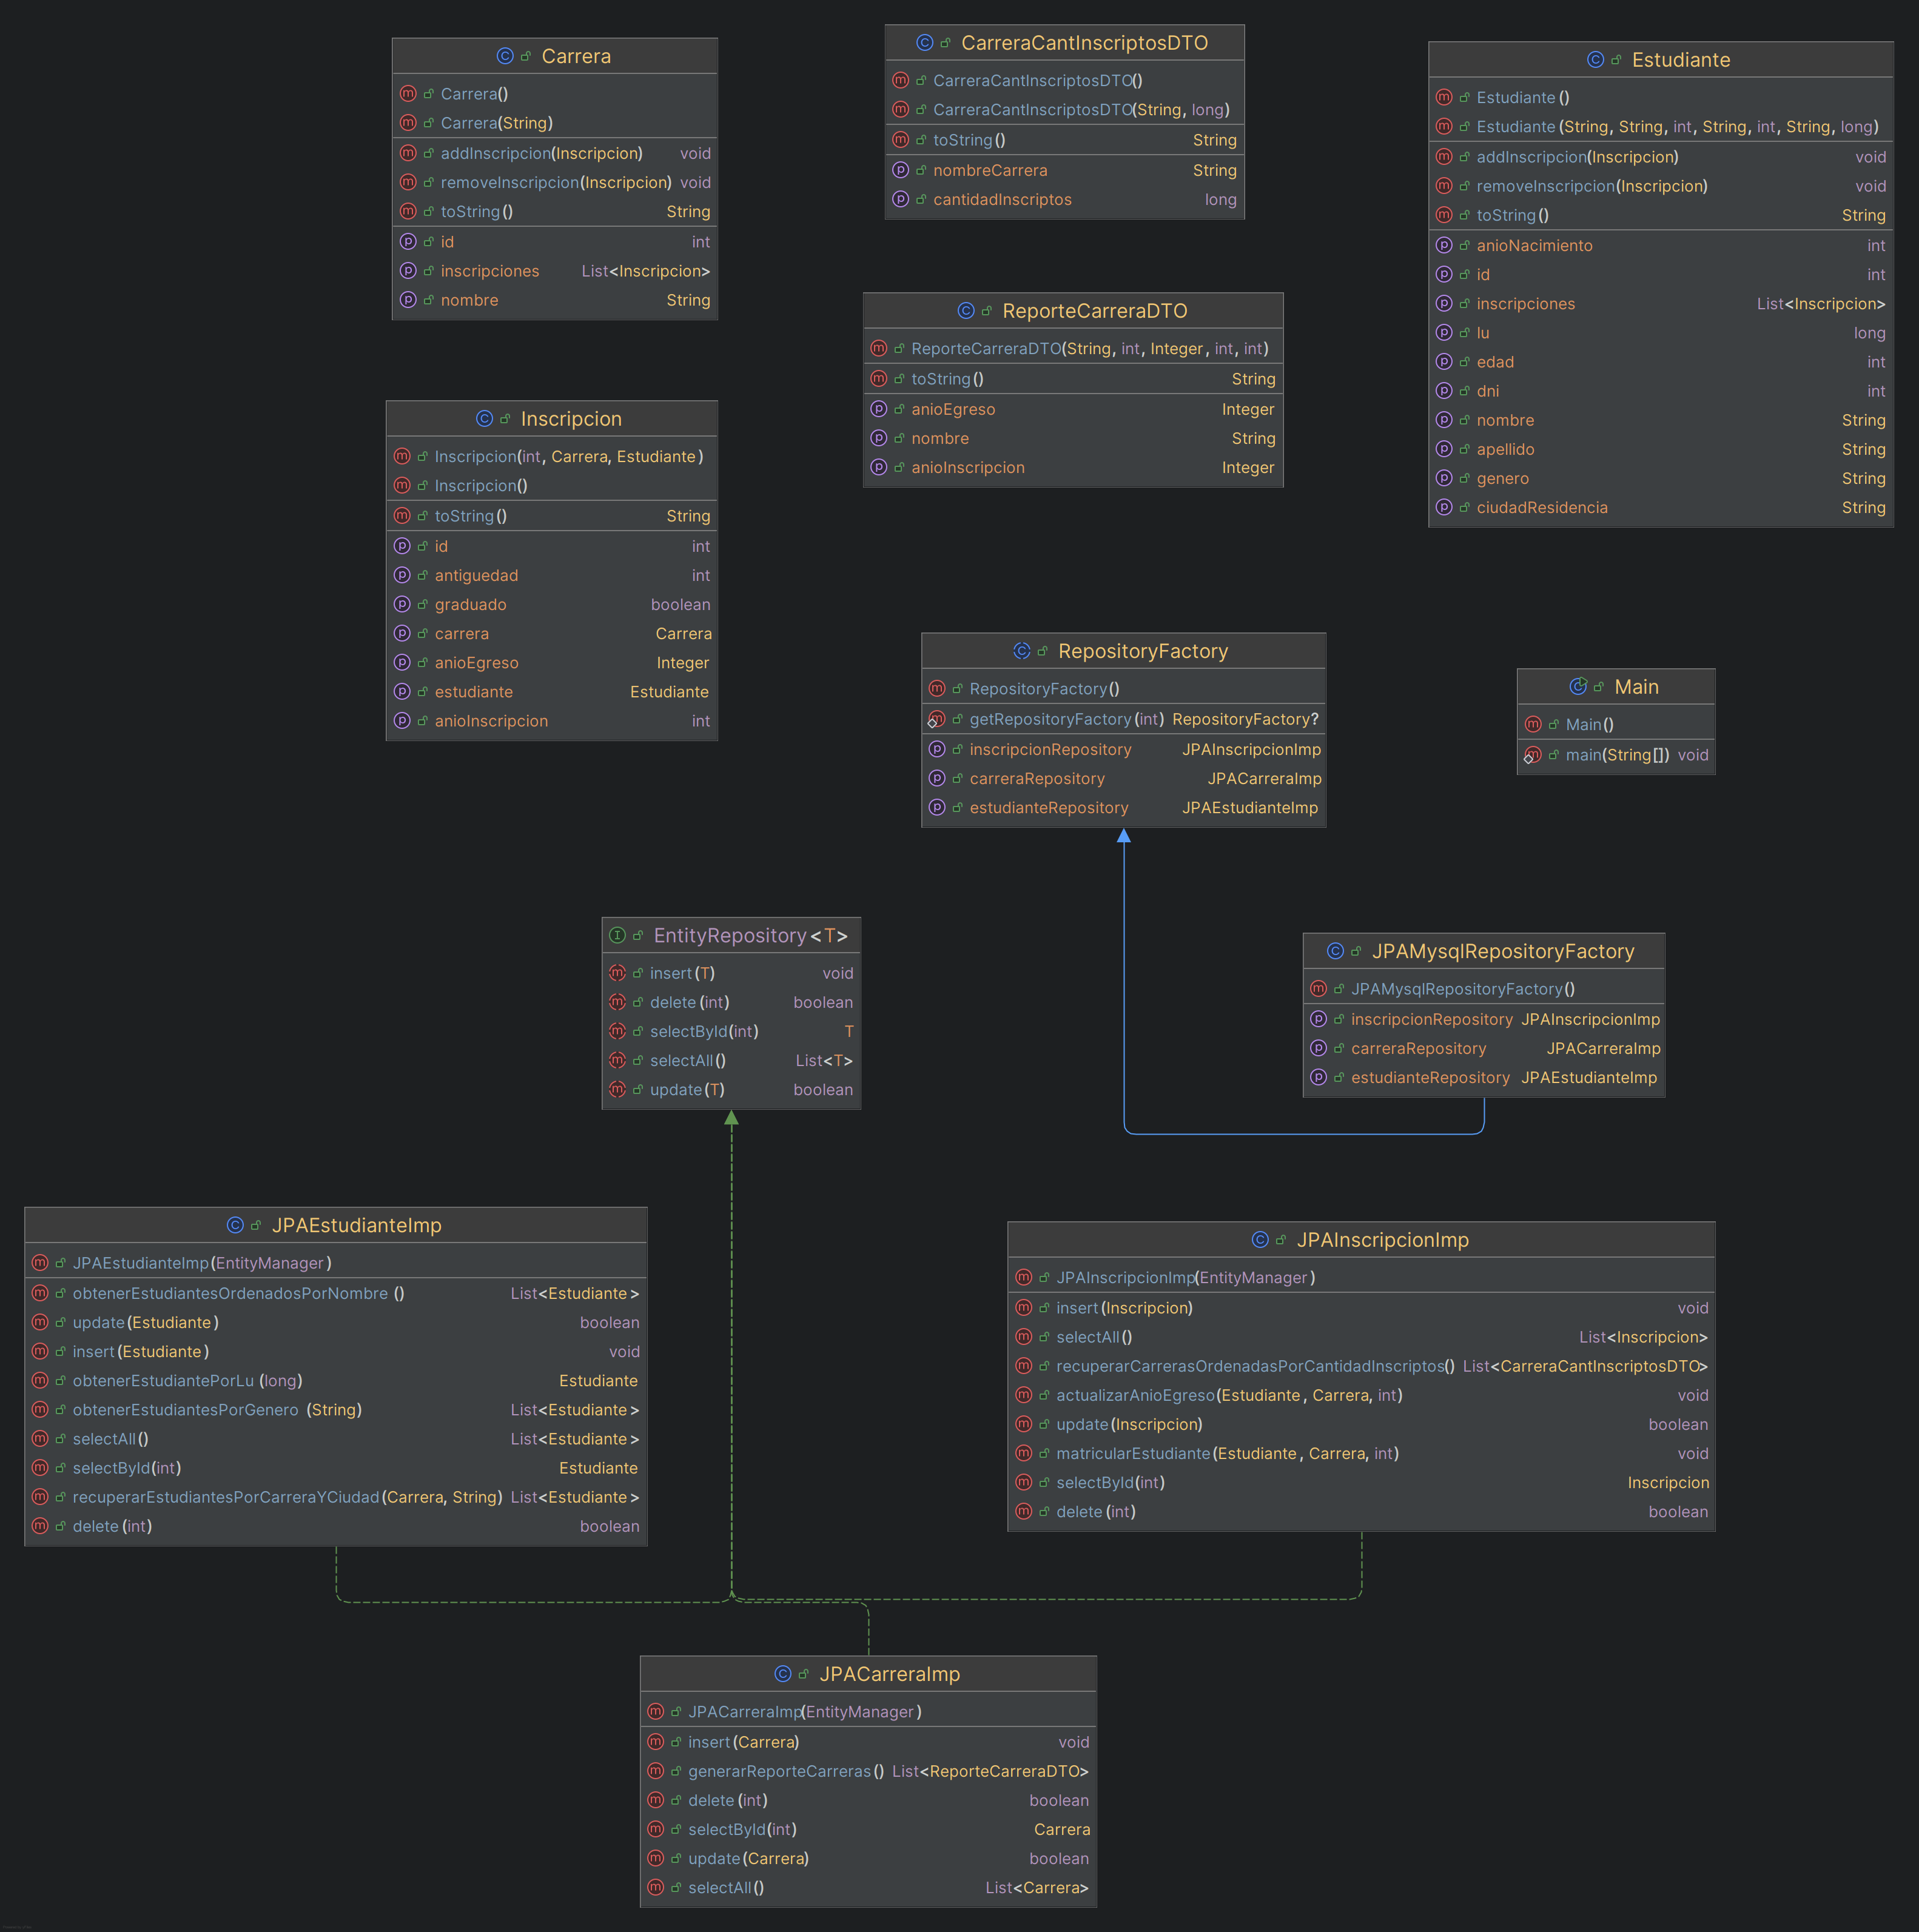 Carrera
Carrera()
Carrera(String)
addInscripcion(Inscripcion) void
removeInscripcion(Inscripcion) void
toString() String
id int
inscripciones List<Inscripcion>
nombre String
CarreraCantInscriptosDTO
CarreraCantInscriptosDTO()
CarreraCantInscriptosDTO(String, long)
toString() String
nombreCarrera String
cantidadInscriptos long
Estudiante
Estudiante()
Estudiante(String, String, int, String, int, String, long)
addInscripcion(Inscripcion) void
removeInscripcion(Inscripcion) void
toString() String
anioNacimiento int
id int
inscripciones List<Inscripcion>
lu long
edad int
dni int
nombre String
apellido String
genero String
ciudadResidencia String
ReporteCarreraDTO
ReporteCarreraDTO(String, int, Integer, int, int)
toString() String
anioEgreso Integer
nombre String
anioInscripcion Integer
Inscripcion
Inscripcion(int, Carrera, Estudiante)
Inscripcion()
toString() String
id int
antiguedad int
graduado boolean
carrera Carrera
anioEgreso Integer
estudiante Estudiante
anioInscripcion int
RepositoryFactory
RepositoryFactory()
getRepositoryFactory(int) RepositoryFactory?
inscripcionRepository JPAInscripcionImp
carreraRepository JPACarreraImp
estudianteRepository JPAEstudianteImp
Main
Main()
main(String[]) void
EntityRepository<T>
insert(T) void
delete(int) boolean
selectById(int) T
selectAll() List<T>
update(T) boolean
JPAMysqlRepositoryFactory
JPAMysqlRepositoryFactory()
inscripcionRepository JPAInscripcionImp
carreraRepository JPACarreraImp
estudianteRepository JPAEstudianteImp
JPAEstudianteImp
JPAEstudianteImp(EntityManager)
obtenerEstudiantesOrdenadosPorNombre() List<Estudiante>
update(Estudiante) boolean
insert(Estudiante) void
obtenerEstudiantePorLu(long) Estudiante
obtenerEstudiantesPorGenero(String) List<Estudiante>
selectAll() List<Estudiante>
selectById(int) Estudiante
recuperarEstudiantesPorCarreraYCiudad(Carrera, String) List<Estudiante>
delete(int) boolean
JPAInscripcionImp
JPAInscripcionImp(EntityManager)
insert(Inscripcion) void
selectAll() List<Inscripcion>
recuperarCarrerasOrdenadasPorCantidadInscriptos() List<CarreraCantInscriptosDTO>
actualizarAnioEgreso(Estudiante, Carrera, int) void
update(Inscripcion) boolean
matricularEstudiante(Estudiante, Carrera, int) void
selectById(int) Inscripcion
delete(int) boolean
JPACarreraImp
JPACarreraImp(EntityManager)
insert(Carrera) void
generarReporteCarreras() List<ReporteCarreraDTO>
delete(int) boolean
selectById(int) Carrera
update(Carrera) boolean
selectAll() List<Carrera>